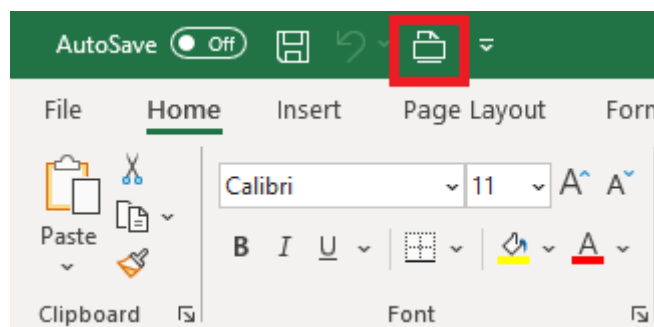 AutoSave Off
File Home Insert Page Layout
Calibri 11 A A
Paste
B I U A
Clipboard Font